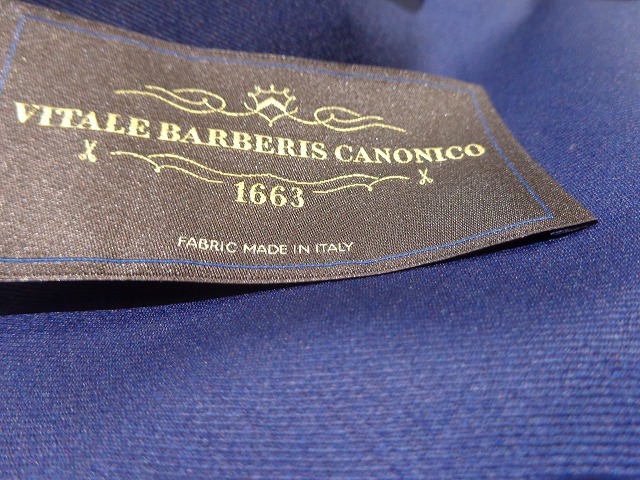 VITALE BARBERIS CANONICO
1663
FABRIC MADE IN ITALY